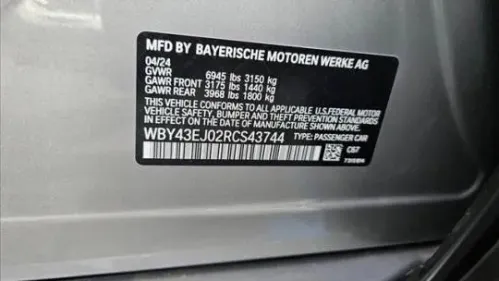 MFD BY BAYERISCHE MOTOREN WERKE AG
04/24
GVWR 6945 lbs 3150 kg
GAWR FRONT 3175 lbs 1440 kg
GAWR REAR 3968 lbs 1800 kg
THIS VEHICLE CONFORMS TO ALL APPLICABLE U.S. FEDERAL MOTOR
VEHICLE SAFETY, BUMPER AND THEFT PREVENTION STANDARDS
IN EFFECT ON THE DATE OF MANUFACTURE SHOWN ABOVE.
WBY43EJ02RCS43744 TYPE: PASSENGER CAR